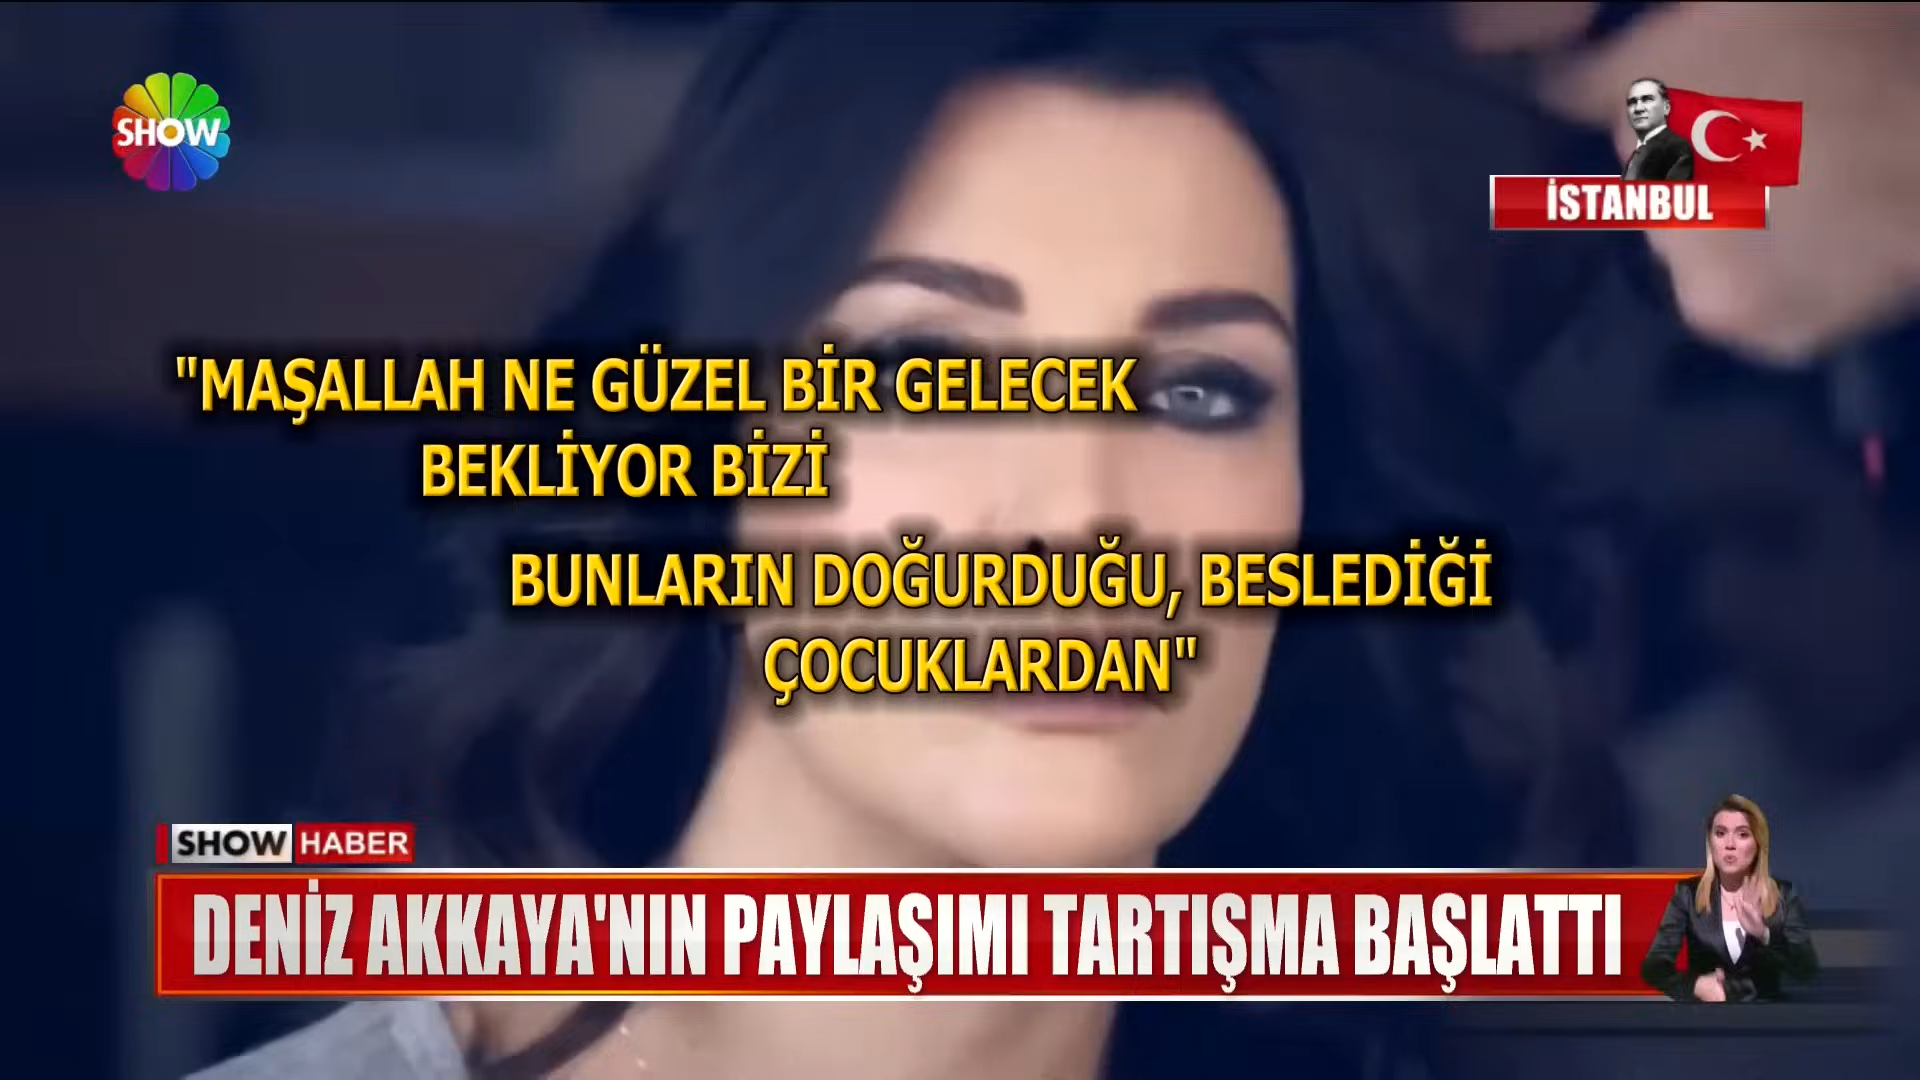 SHOW
İSTANBUL
"MAŞALLAH NE GÜZEL BİR GELECEK
BEKLİYOR BİZİ
BUNLARIN DOĞURDUĞU, BESLEDİĞİ
ÇOCUKLARDAN"
SHOW HABER
DENİZ AKKAYA'NIN PAYLAŞIMI TARTIŞMA BAŞLATTI